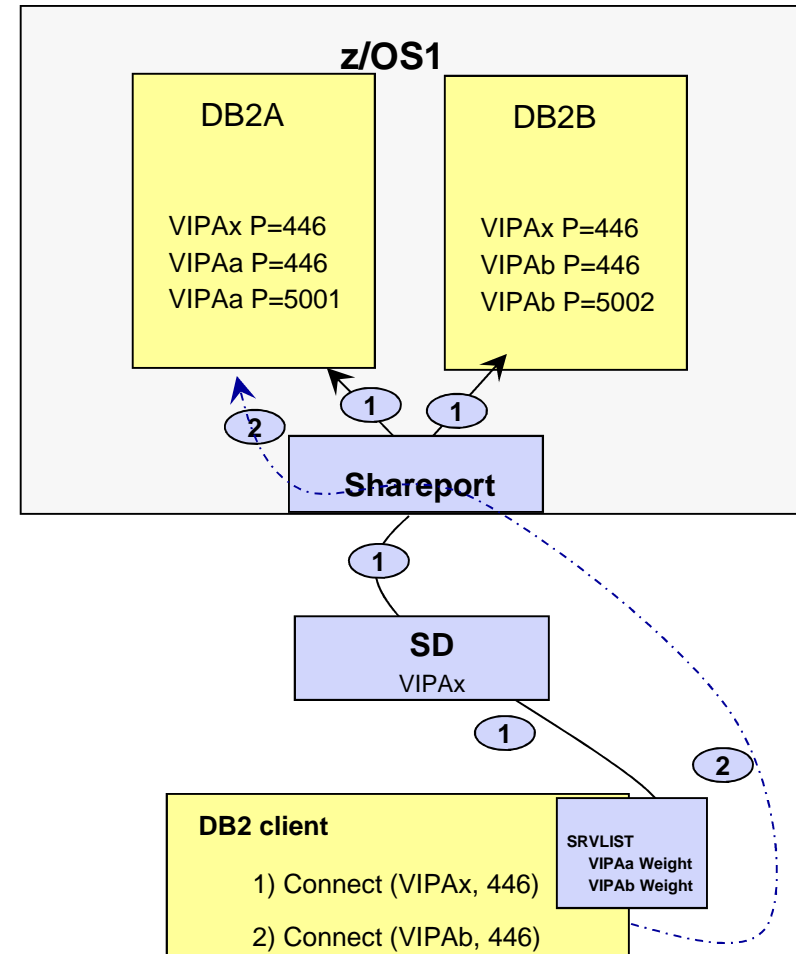 z/OS1
DB2A
VIPAx P=446
VIPAa P=446
VIPAa P=5001
DB2B
VIPAx P=446
VIPAb P=446
VIPAb P=5002
1
1
2
Shareport
1
SD
VIPAx
1
2
DB2 client
1) Connect (VIPAx, 446)
2) Connect (VIPAb, 446)
SRVLIST
VIPAa Weight
VIPAb Weight